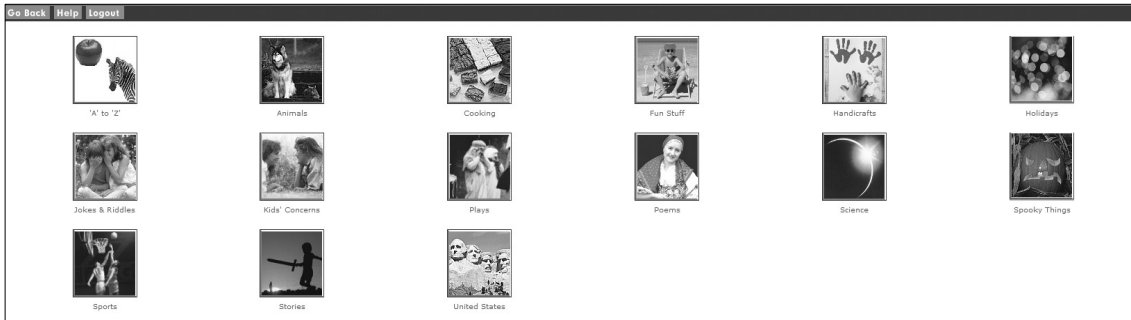 Go Back Help Logout
'A' to 'Z' Animals Cooking Fun Stuff Handicrafts Holidays
Jokes & Riddles Kids' Concerns Plays Poems Science Spooky Things
Sports Stories United States